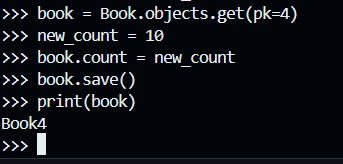 >>> book = Book.objects.get(pk=4)
>>> new_count = 10
>>> book.count = new_count
>>> book.save()
>>> print(book)
Book4
>>>